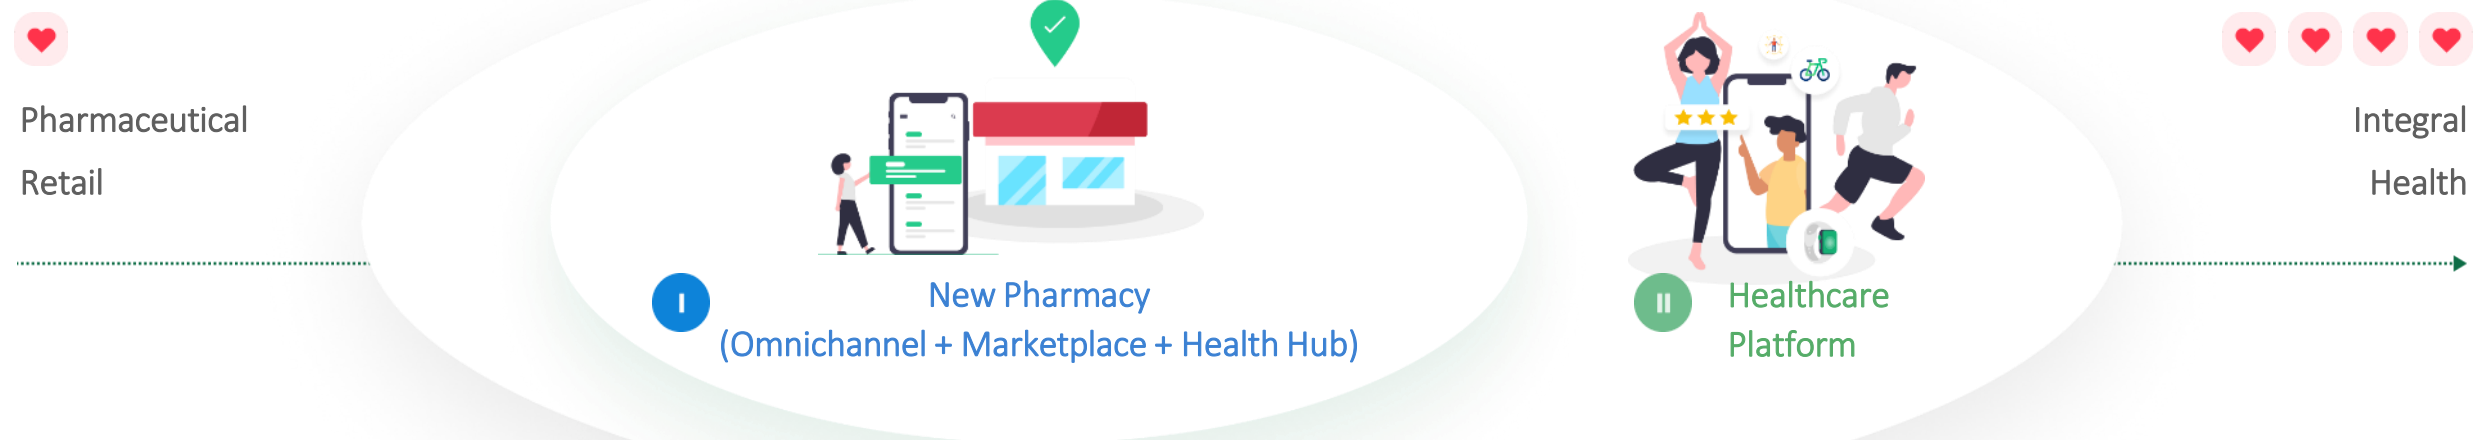 Pharmaceutical
Retail
I
New Pharmacy
(Omnichannel + Marketplace + Health Hub)
II
Healthcare
Platform
Integral
Health